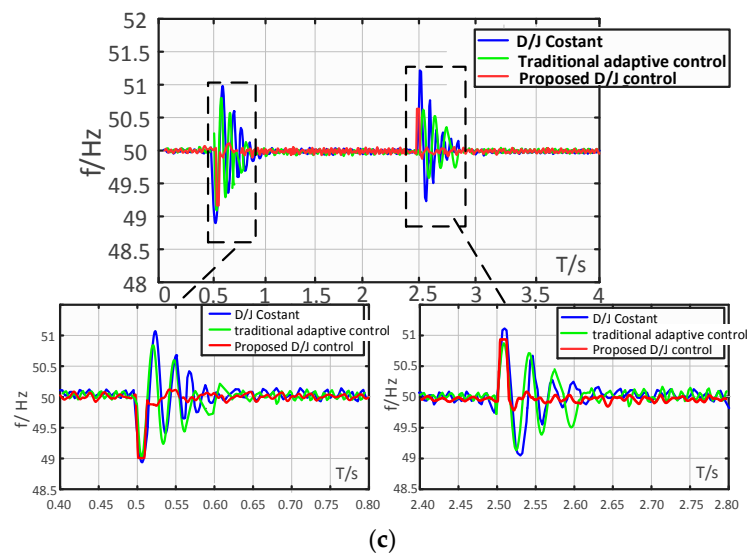 52
51
50.5
50
49.5
49
48.5
48
f/Hz
D/J Costant
Traditional adaptive control
Proposed D/J control
T/s
0 0.5 1 1.5 2 2.5 3 3.5 4
D/J Costant
traditional adaptive control
Proposed D/J control
51
50.5
50
49.5
49
48.5
f/ Hz
T/s
0.40 0.45 0.50 0.55 0.60 0.65 0.70 0.75 0.80
D/J Costant
traditional adaptive control
Proposed D/J control
51
50.5
50
49.5
49
48.5
f/ Hz
T/s
2.40 2.45 2.50 2.55 2.60 2.65 2.70 2.75 2.80
(c)